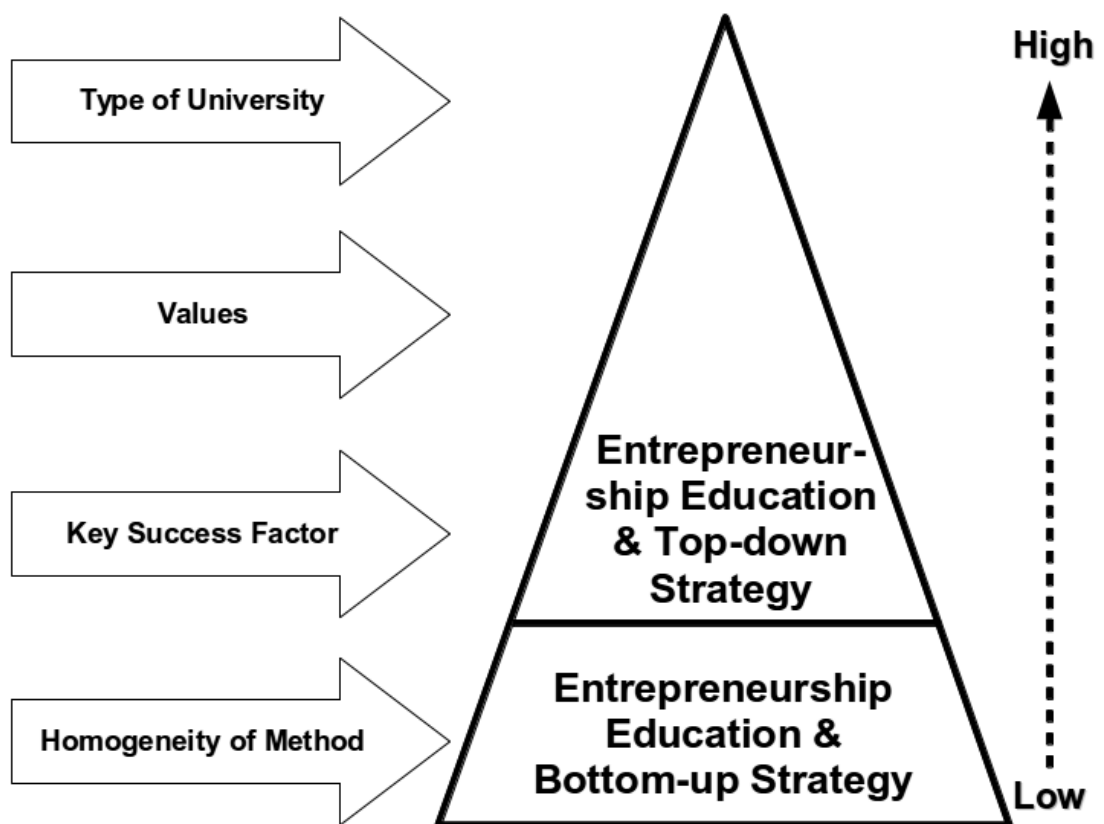 Type of University
Values
Key Success Factor
Homogeneity of Method
Entrepreneur-
ship Education
& Top-down
Strategy
Entrepreneurship
Education &
Bottom-up Strategy
High
Low